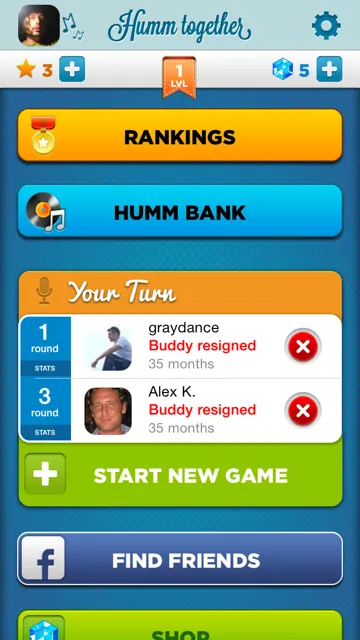 Humm together
3
1
LVL
5
RANKINGS
HUMM BANK
Your Turn
1
round
STATS
graydance
Buddy resigned
35 months
3
round
STATS
Alex K.
Buddy resigned
35 months
START NEW GAME
FIND FRIENDS
SHOP